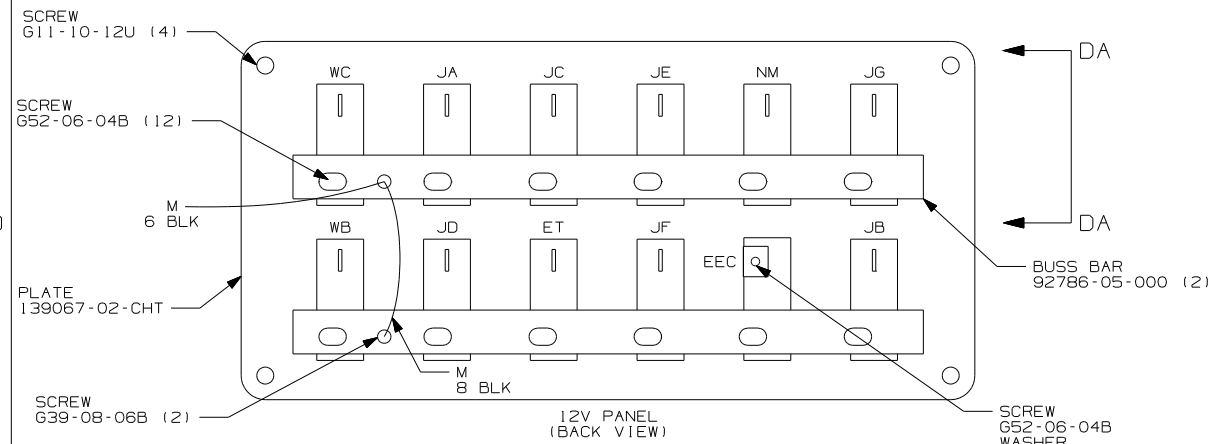 SCREW
G11-10-12U (4)
DA
WC JA JC JE NM JG
SCREW
G52-06-04B (12)
M
6 BLK
DA
WB JD ET JF JB
EEC
BUSS BAR
92786-05-000 (2)
PLATE
139067-02-CHT
M
8 BLK
SCREW
G39-08-06B (2)
12V PANEL
(BACK VIEW)
SCREW
G52-06-04B
WASHER